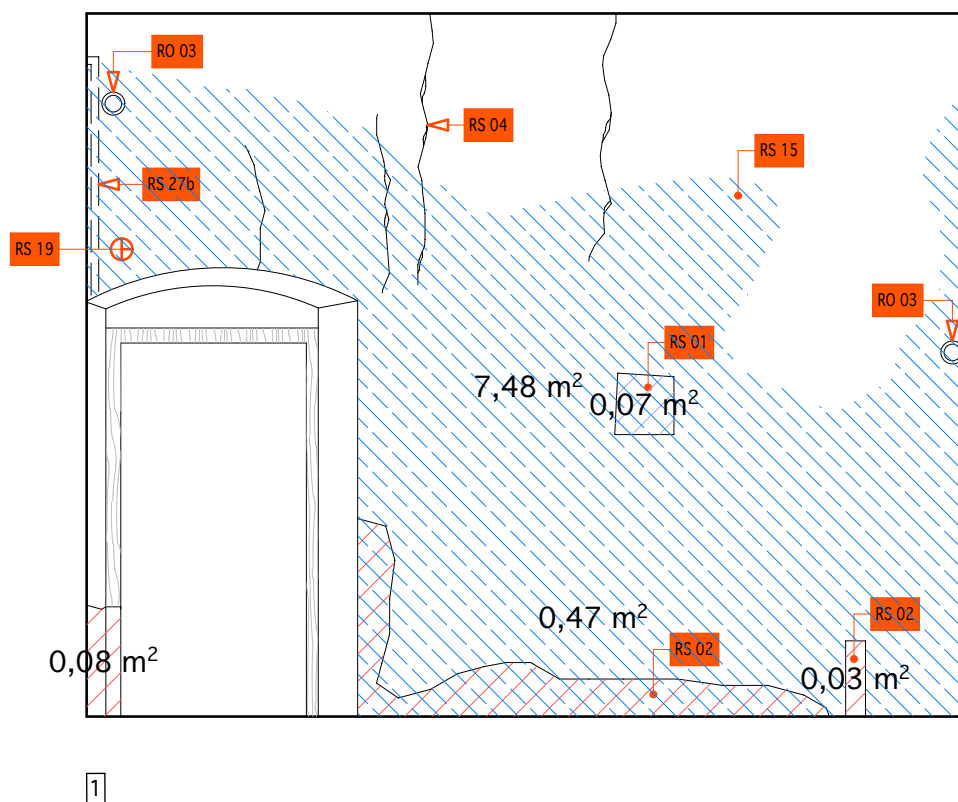 RO 03
RS 04
RS 15
RS 27b
RS 19
RO 03
RS 01
7,48 m²
0,07 m²
0,47 m²
RS 02
RS 02
0,08 m²
0,03 m²
1